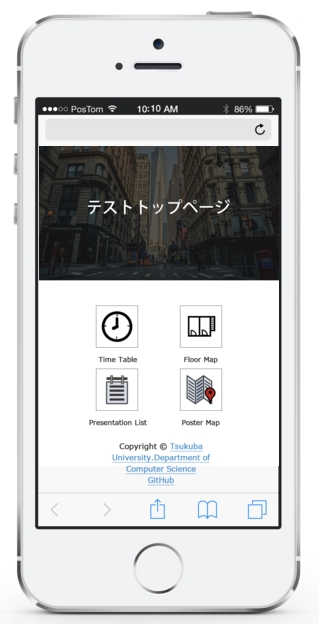 PosTom 10:10 AM 86%
テストトップページ
Time Table Floor Map
Presentation List Poster Map
Copyright © Tsukuba
University.Department of
Computer Science
GitHub